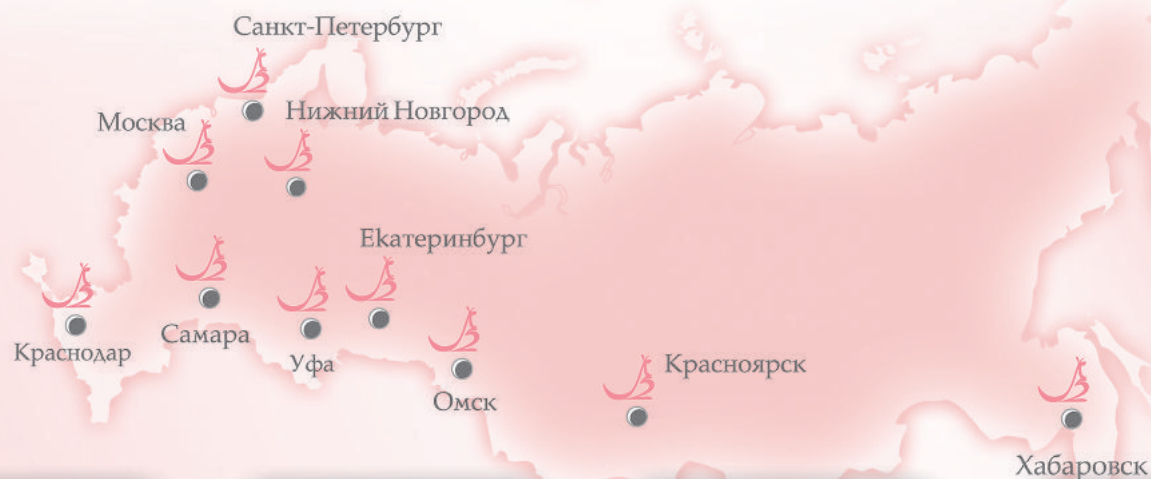 Санкт-Петербург
Москва
Нижний Новгород
Екатеринбург
Краснодар
Самара
Уфа
Омск
Красноярск
Хабаровск